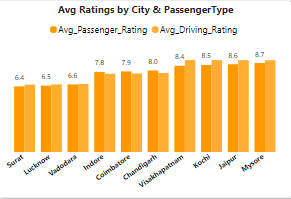 Avg Ratings by City & PassengerType
Avg_Passenger_Rating Avg_Driving_Rating
6.4 6.5 6.6 7.8 7.9 8.0 8.4 8.5 8.6 8.7
Surat Lucknow Vadodara Indore Coimbatore Chandigarh Visakhapatnam Kochi Jaipur Mysore